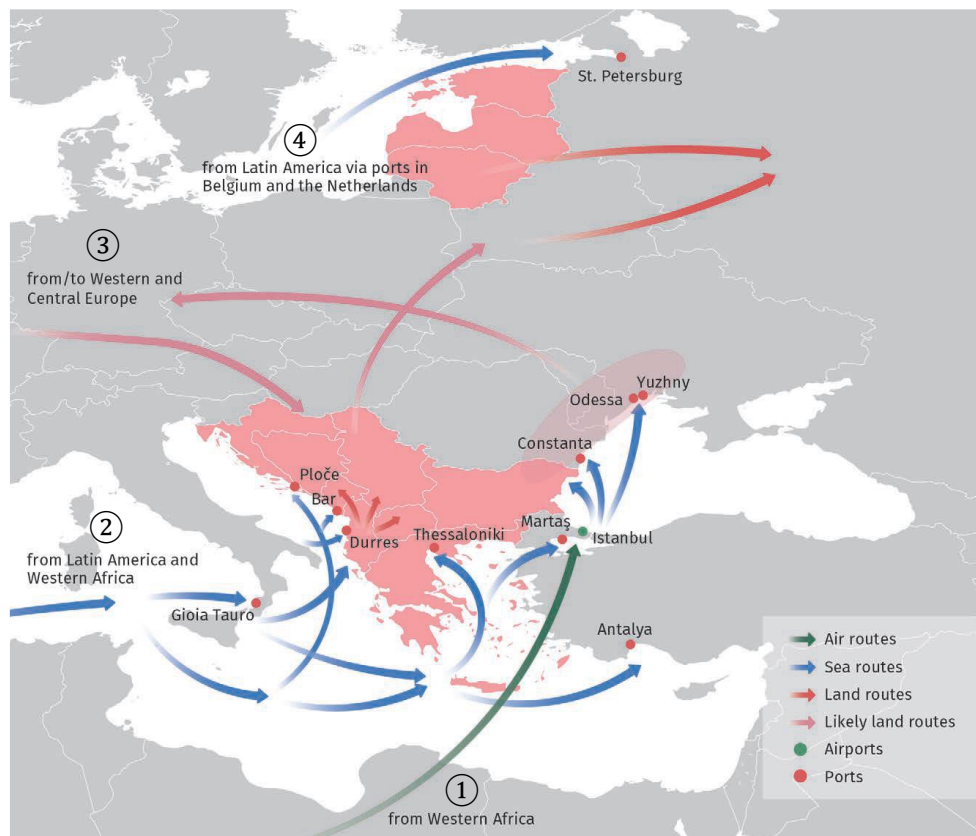 St. Petersburg
④
from Latin America via ports in
Belgium and the Netherlands
③
from/to Western and
Central Europe
Yuzhny
Odessa
Constanta
Ploče
Bar
Durres
Thessaloniki
Martaş
Istanbul
②
from Latin America and
Western Africa
Gioia Tauro
Antalya
Air routes
Sea routes
Land routes
Likely land routes
Airports
Ports
①
from Western Africa